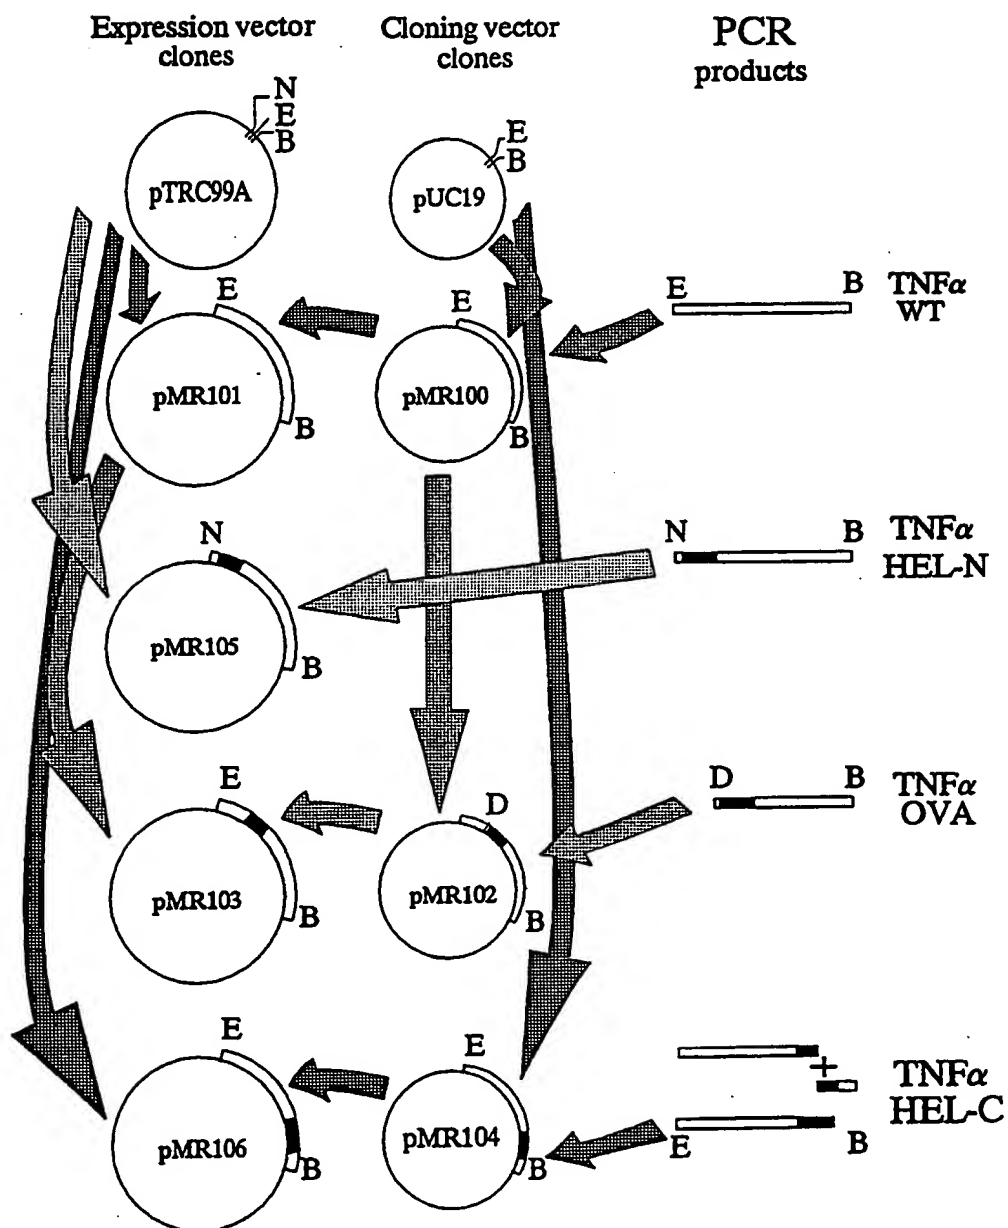 Expression vector
clones
Cloning vector
clones
PCR
products
N
E
B
pTRC99A
E
B
pUC19
E
B
pMR101
E
B
pMR100
E
B
TNFα
WT
N
B
pMR105
N
B
TNFα
HEL-N
E
B
pMR103
D
B
pMR102
D
B
TNFα
OVA
E
B
pMR106
E
B
pMR104
+
E
B
TNFα
HEL-C